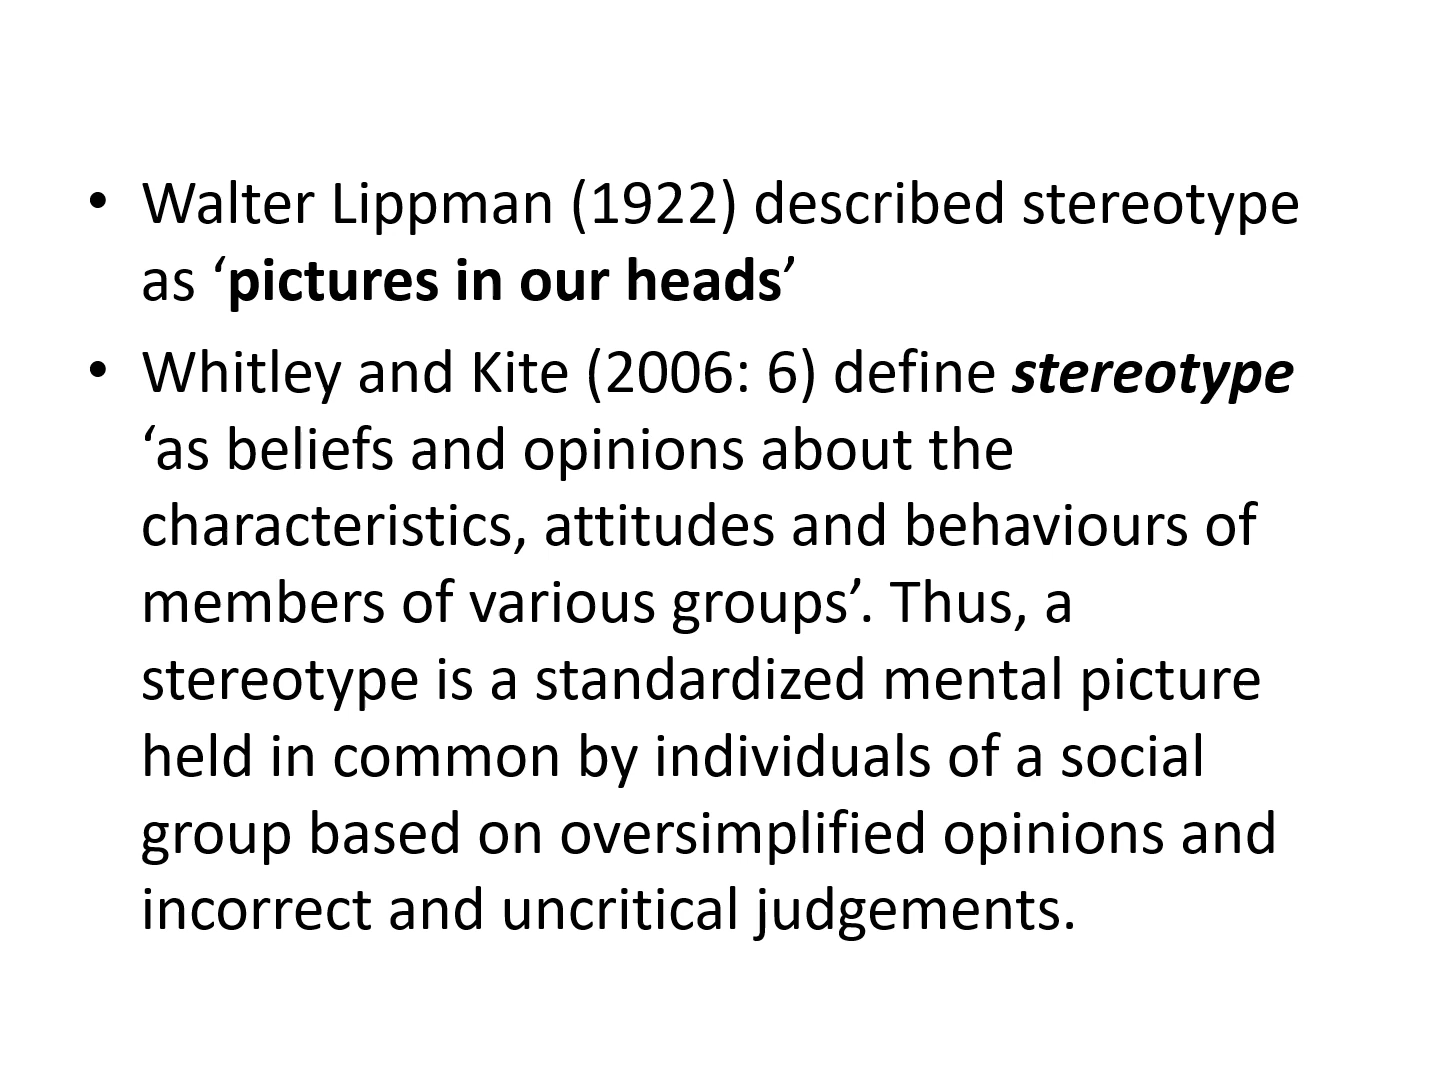 • Walter Lippman (1922) described stereotype
as ‘pictures in our heads’
• Whitley and Kite (2006: 6) define stereotype
‘as beliefs and opinions about the
characteristics, attitudes and behaviours of
members of various groups’. Thus, a
stereotype is a standardized mental picture
held in common by individuals of a social
group based on oversimplified opinions and
incorrect and uncritical judgements.